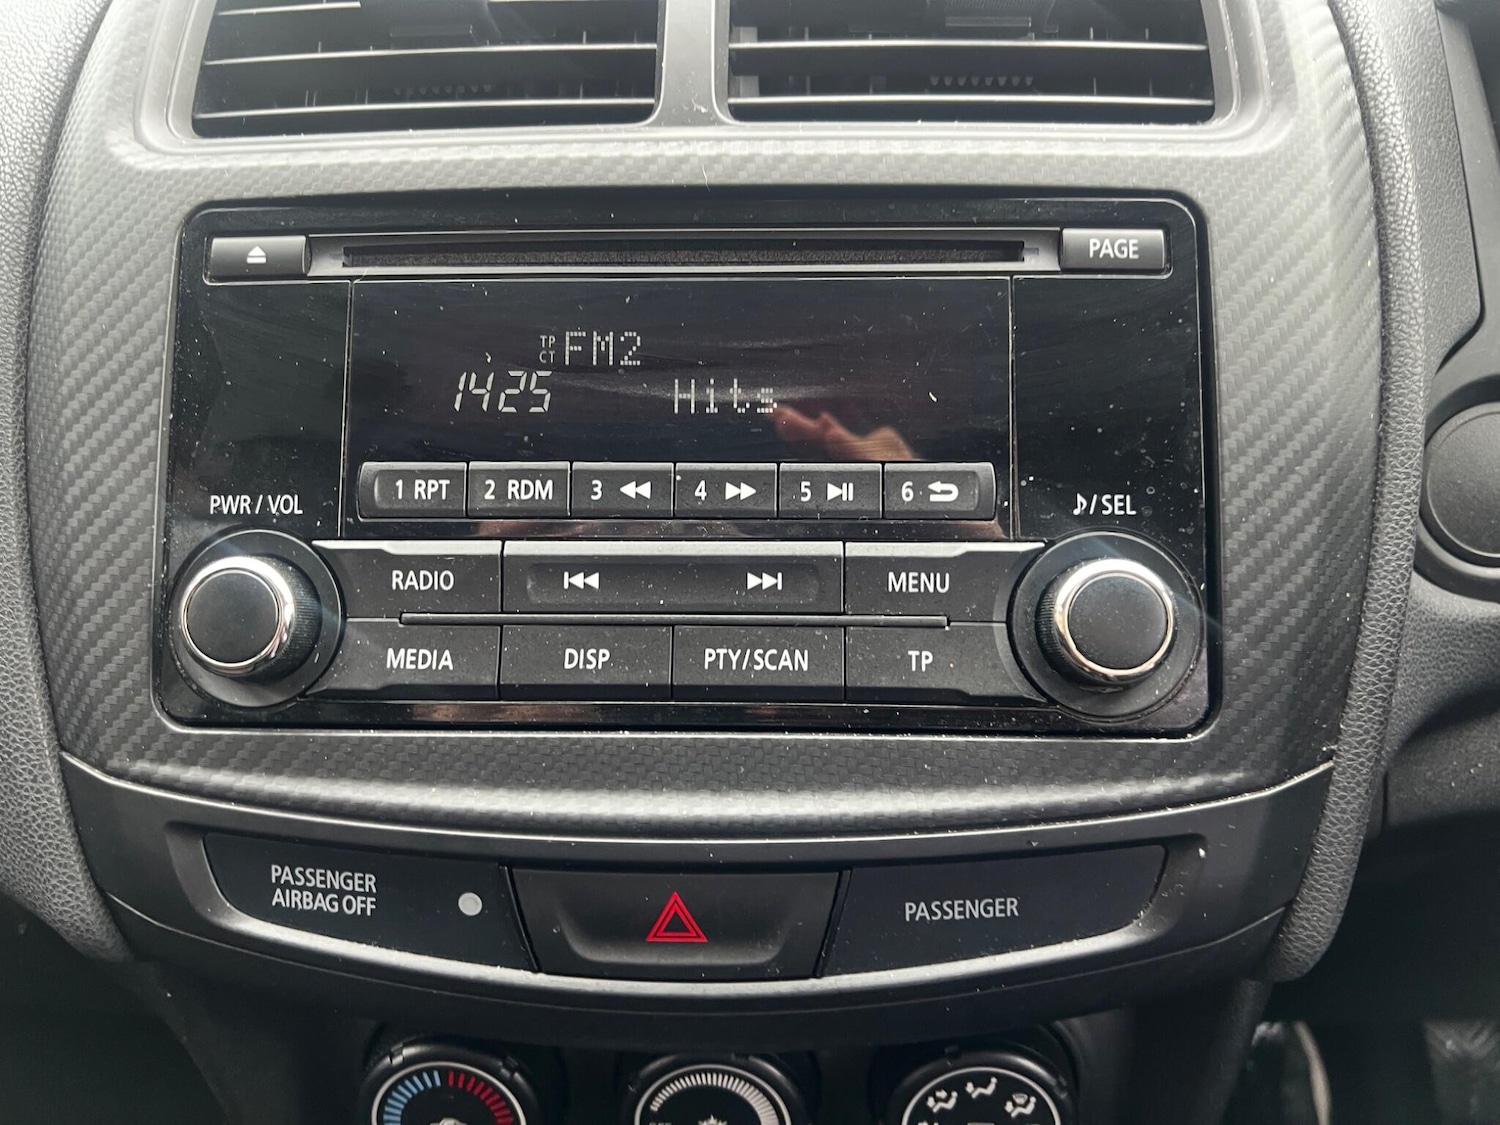 PAGE
TP
CT
FM2
1425 Hits
1 RPT 2 RDM 3 4 5 6
PWR / VOL
♪/ SEL
RADIO
MENU
MEDIA
DISP
PTY/SCAN
TP
PASSENGER
AIRBAG OFF
PASSENGER